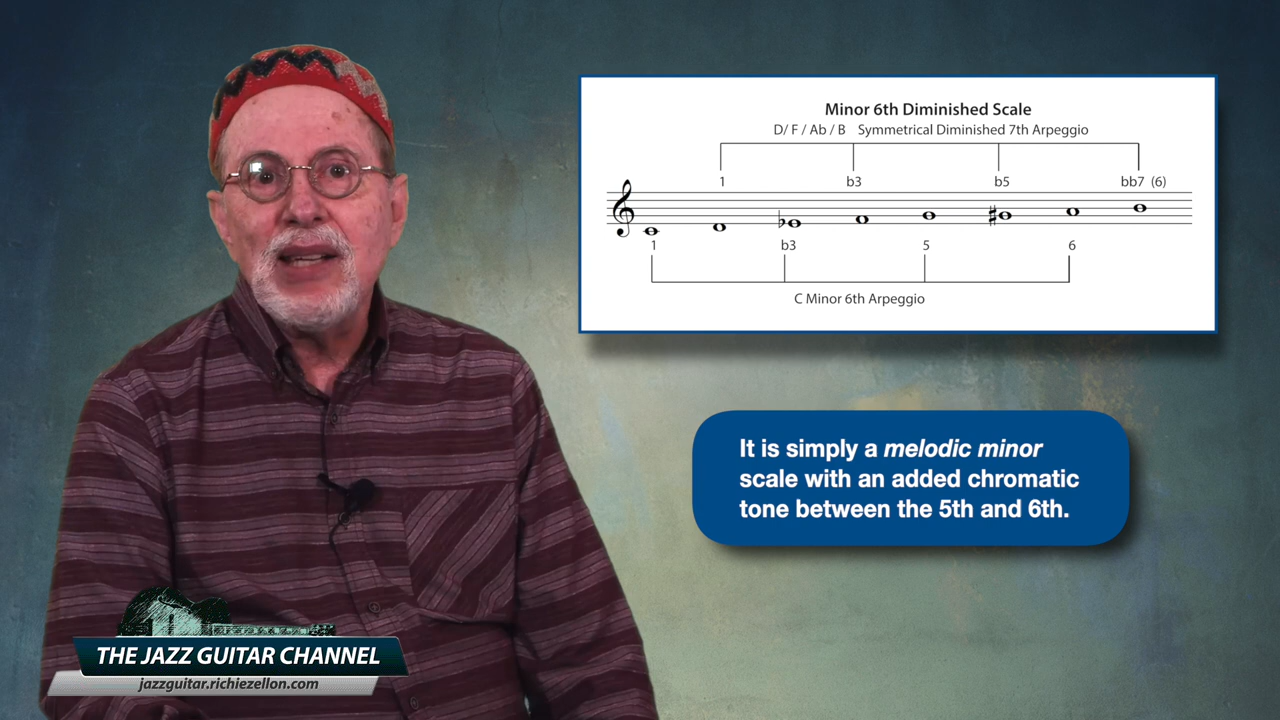 Minor 6th Diminished Scale
D/ F / Ab / B Symmetrical Diminished 7th Arpeggio
1 b3 b5 bb7 (6)
1 b3 5 6
C Minor 6th Arpeggio
It is simply a melodic minor
scale with an added chromatic
tone between the 5th and 6th.
THE JAZZ GUITAR CHANNEL
jazzguitar.richiezellon.com